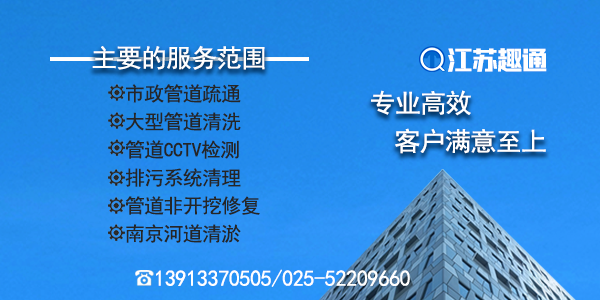 主要的服务范围
市政管道疏通
大型管道清洗
管道CCTV检测
排污系统清理
管道非开挖修复
南京河道清淤
江苏趣通
专业高效
客户满意至上
☎13913370505/025-52209660